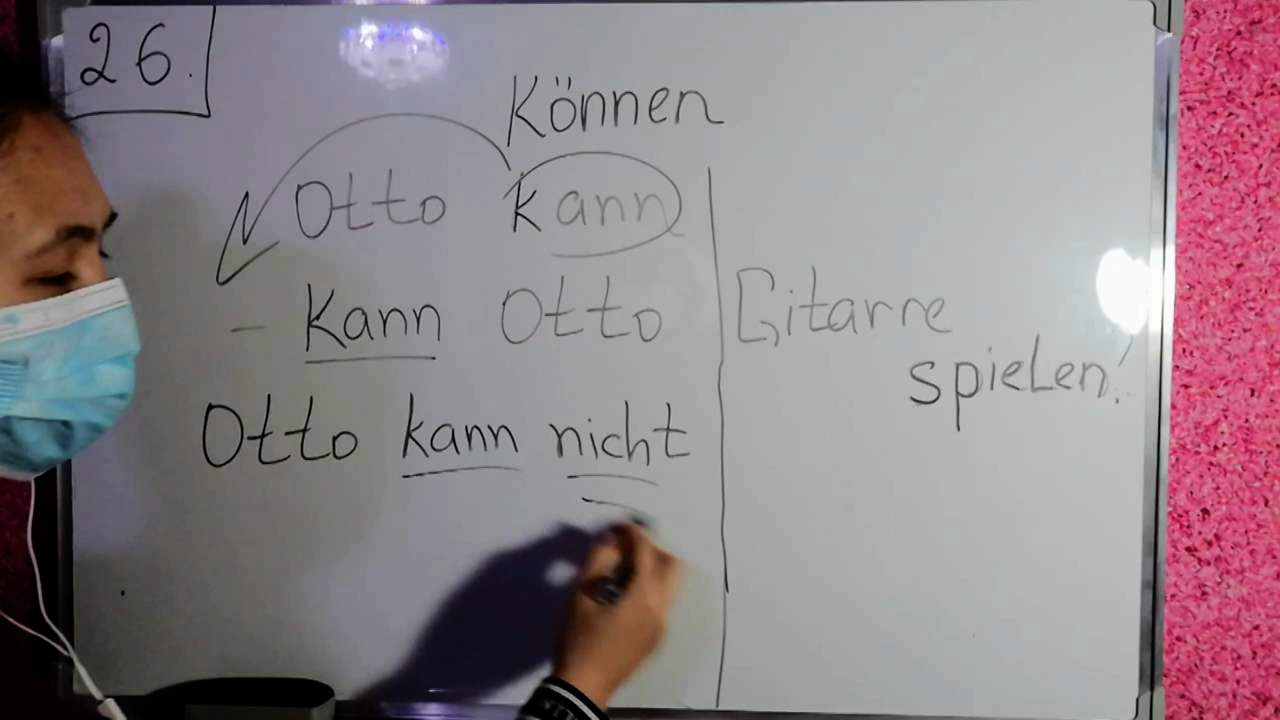 26.
Können
Otto kann
- Kann Otto
Gitarre
spielen!
Otto kann nicht